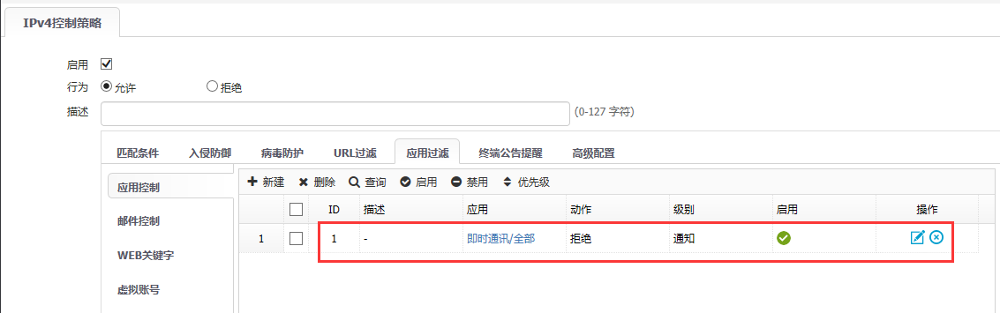 IPv4控制策略
启用
行为 允许 拒绝
描述 (0-127 字符)
匹配条件 入侵防御 病毒防护 URL过滤 应用过滤 终端公告提醒 高级配置
应用控制
邮件控制
WEB关键字
虚拟账号
新建 删除 查询 启用 禁用 优先级
ID 描述 应用 动作 级别 启用 操作
1 1 - 即时通讯/全部 拒绝 通知